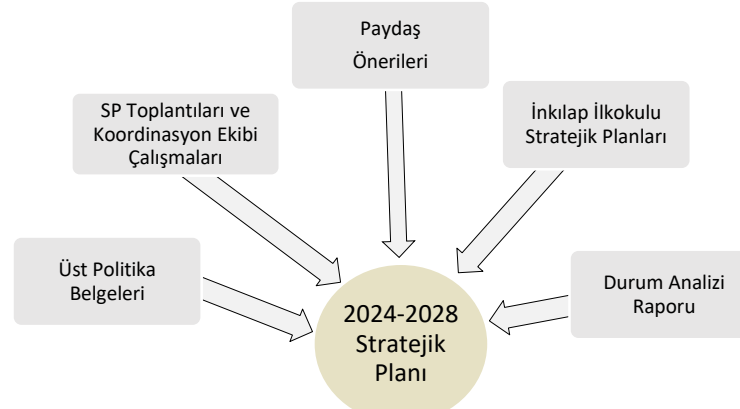 Paydaş
Önerileri
SP Toplantıları ve
Koordinasyon Ekibi
Çalışmaları
İnkılap İlkokulu
Stratejik Planları
Üst Politika
Belgeleri
Durum Analizi
Raporu
2024-2028
Stratejik
Planı